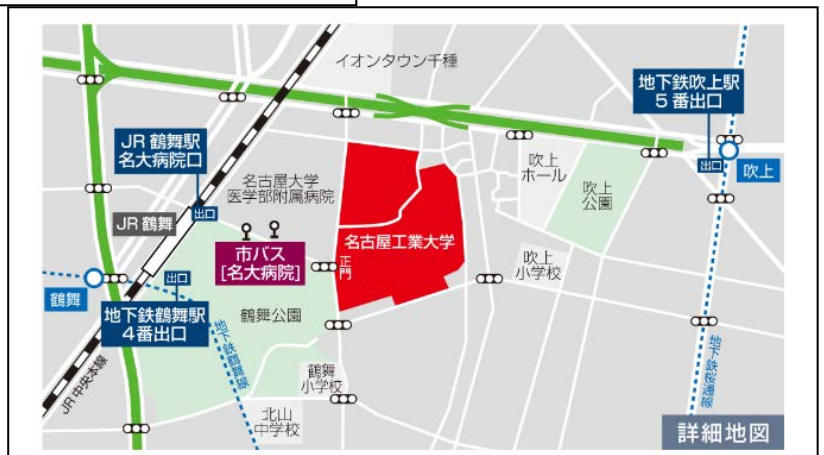 イオンタウン千種
地下鉄吹上駅
5番出口
JR 鶴舞駅
名大病院口
出口
吹上
吹上
ホール
吹上
公園
名古屋大学
医学部附属病院
出口
JR 鶴舞
名古屋工業大学
市バス
[名大病院]
正門
吹上
小学校
出口
鶴舞
地下鉄鶴舞駅
4番出口
鶴舞公園
地下鉄鶴舞線
地下鉄桜通線
JR 中央本線
鶴舞
小学校
北山
中学校
詳細地図